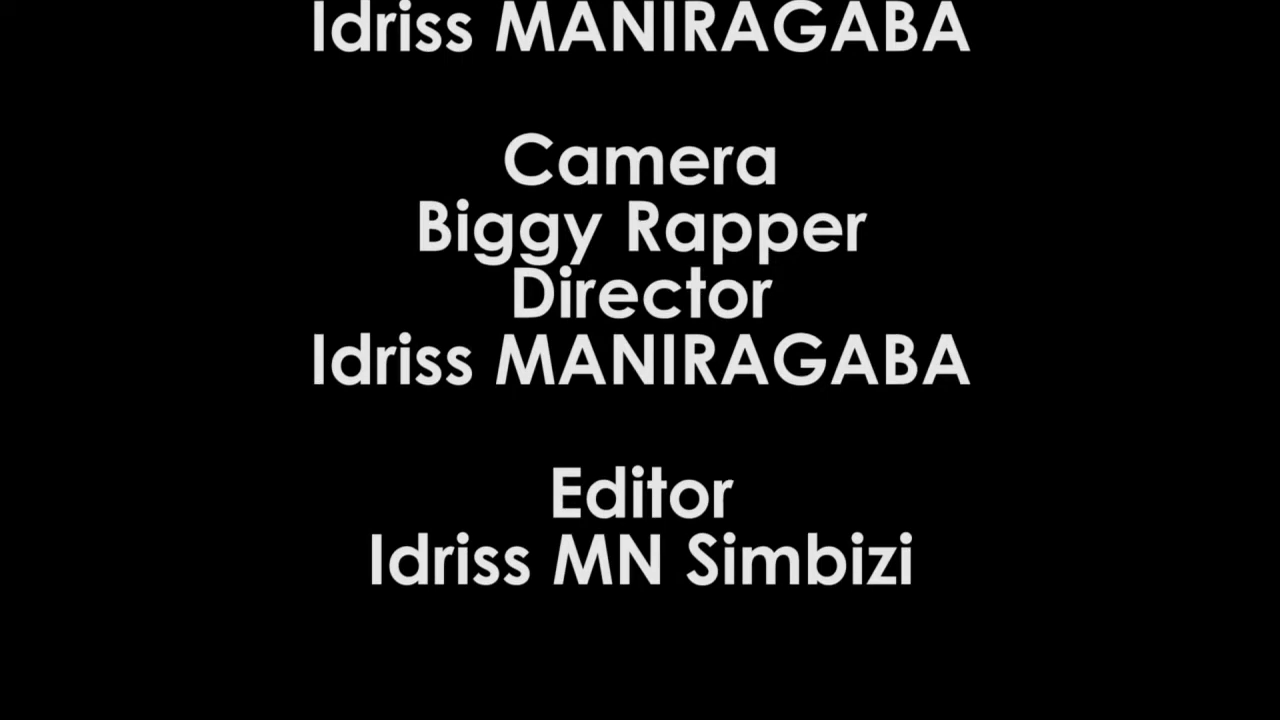 Idriss MANIRAGABA
Camera
Biggy Rapper
Director
Idriss MANIRAGABA
Editor
Idriss MN Simbizi